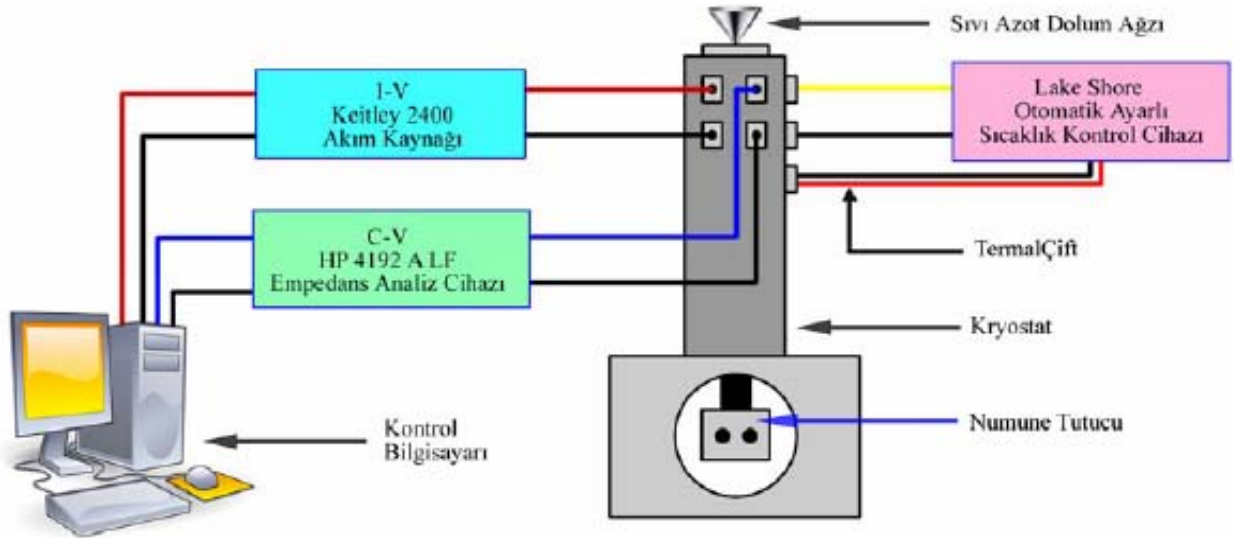 Sıvı Azot Dolum Ağzı
I-V
Keitley 2400
Akım Kaynağı
Lake Shore
Otomatik Ayarlı
Sıcaklık Kontrol Cihazı
C-V
HP 4192 A LF
Empedans Analiz Cihazı
TermalÇift
Kryostat
Numune Tutucu
Kontrol
Bilgisayarı